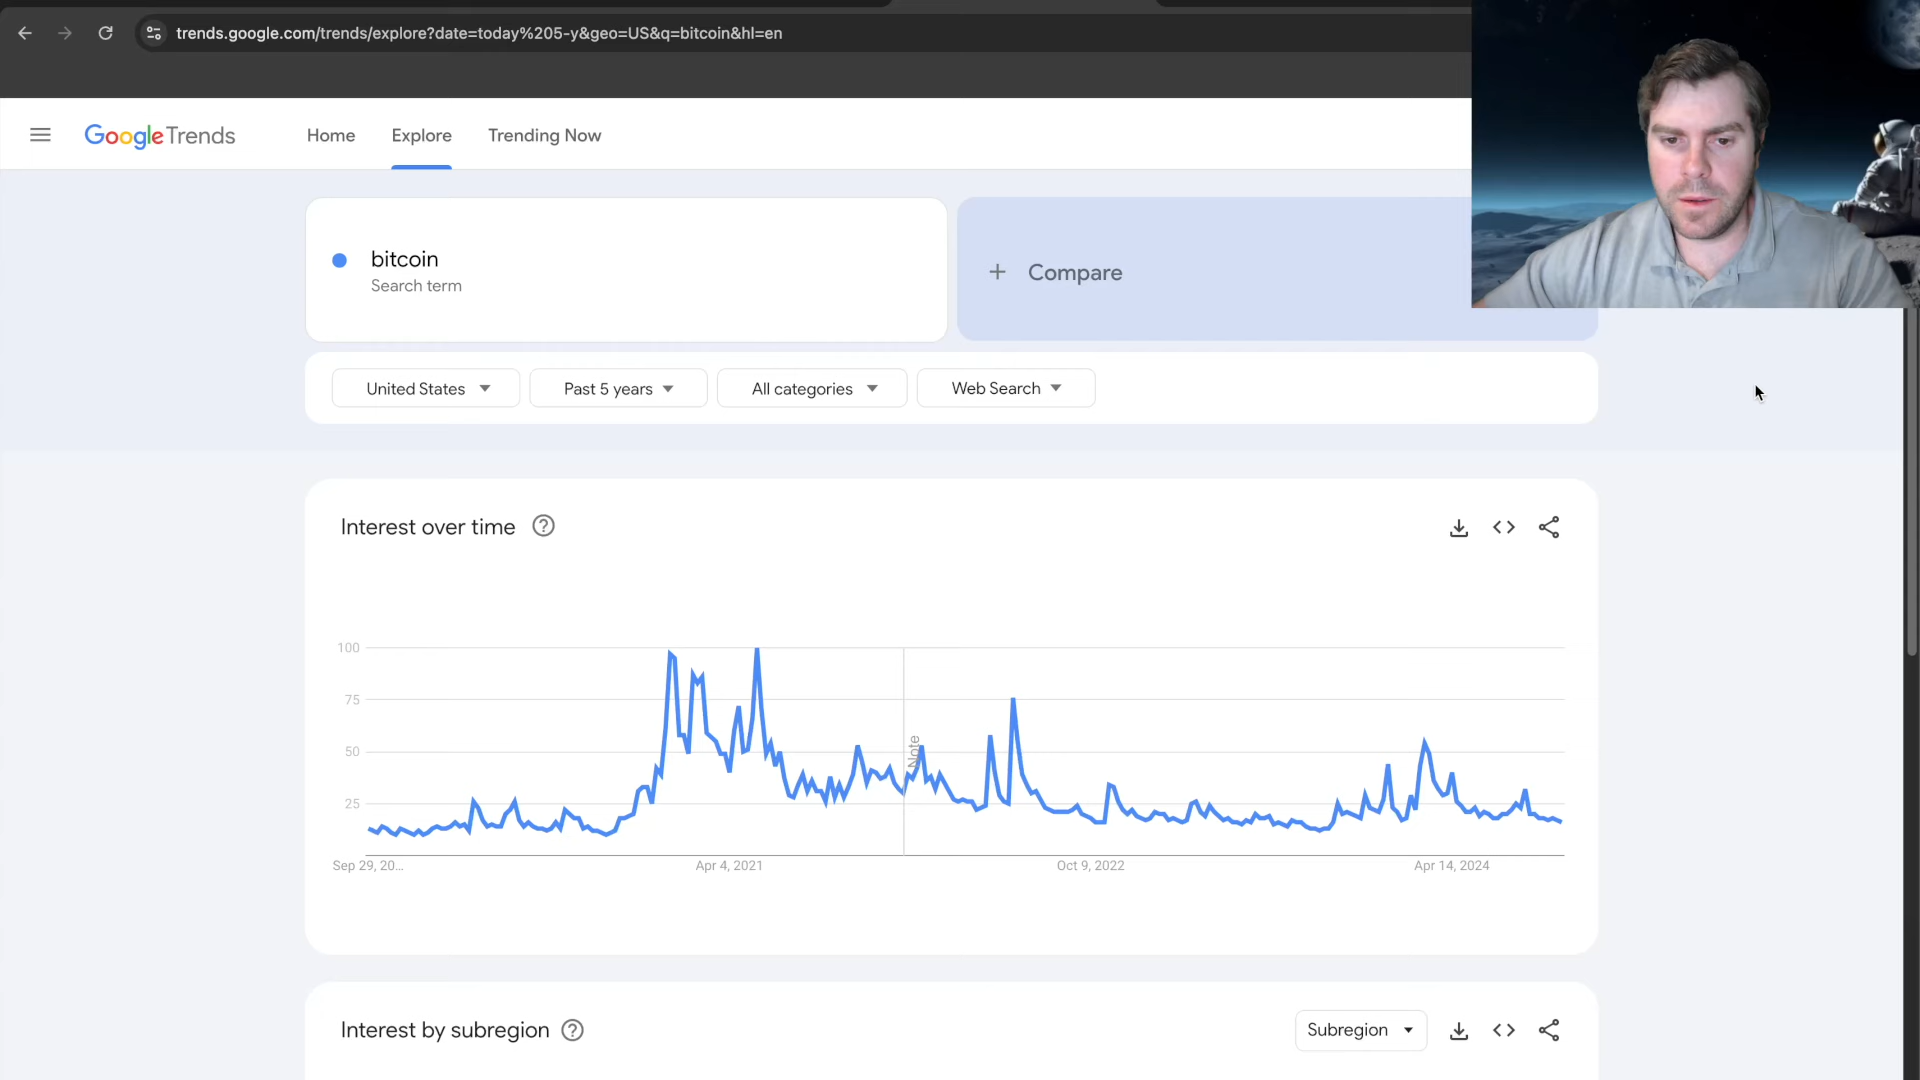 trends.google.com/trends/explore?date=today%205-y&geo=US&q=bitcoin&hl=en
Google Trends
Home
Explore
Trending Now
bitcoin
Search term
+ Compare
United States
Past 5 years
All categories
Web Search
Interest over time
100
75
50
25
Note
Sep 29, 20...
Apr 4, 2021
Oct 9, 2022
Apr 14, 2024
Interest by subregion
Subregion